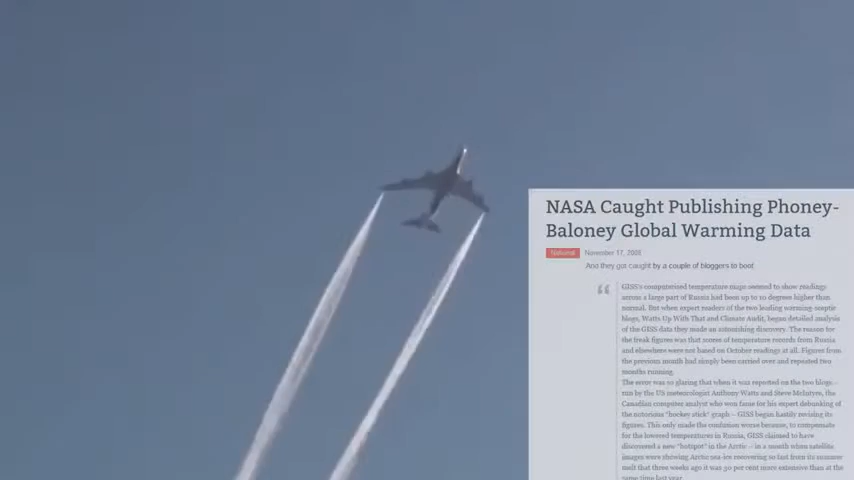 NASA Caught Publishing Phoney-
Baloney Global Warming Data
National November 17, 2008
And they got caught by a couple of bloggers to boot
“
GISS's computerised temperature maps seemed to show readings
across a large part of Russia had been up to 10 degrees higher than
normal. But when expert readers of the two leading warming-sceptic
blogs, Watts Up With That and Climate Audit, began detailed analysis
of the GISS data they made an astonishing discovery. The reason for
the freak figures was that scores of temperature records from Russia
and elsewhere were not based on October readings at all. Figures from
the previous month had simply been carried over and repeated two
months running.
The error was so glaring that when it was reported on the two blogs -
run by the US meteorologist Anthony Watts and Steve McIntyre, the
Canadian computer analyst who won fame for his expert debunking of
the notorious "hockey stick" graph – GISS began hastily revising its
figures. This only made the confusion worse because, to compensate
for the lowered temperatures in Russia, GISS claimed to have
discovered a new "hotspot" in the Arctic – in a month when satellite
images were showing Arctic sea-ice recovering so fast from its summer
melt that three weeks ago it was 30 per cent more extensive than at the
same time last year.